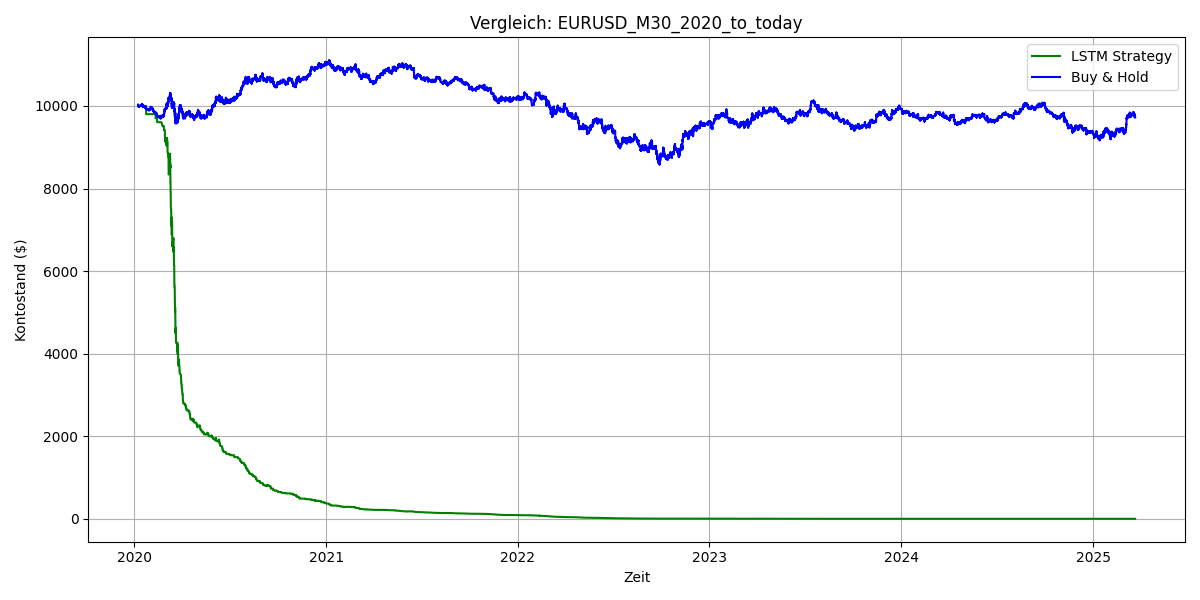 Vergleich: EURUSD_M30_2020_to_today
LSTM Strategy
Buy & Hold
Kontostand ($)
10000
8000
6000
4000
2000
0
2020
2021
2022
2023
2024
2025
Zeit